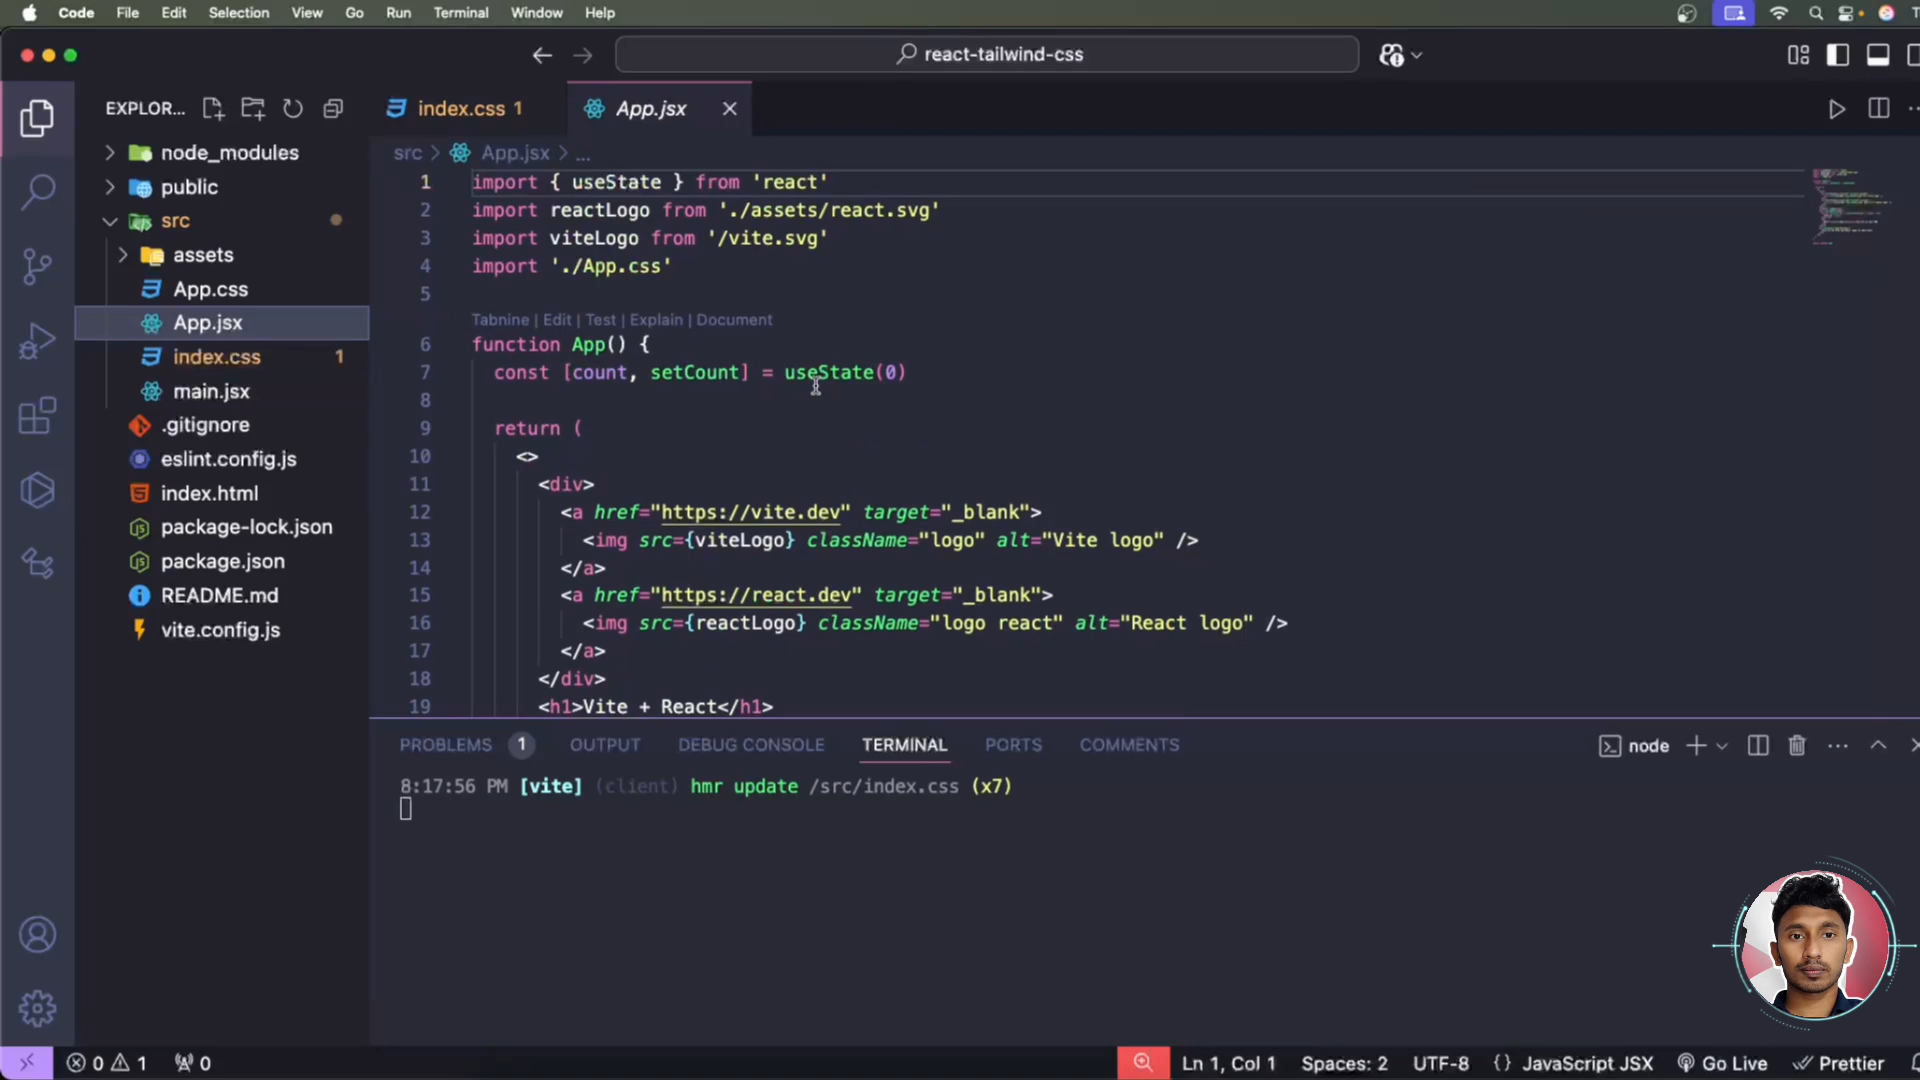 Code File Edit Selection View Go Run Terminal Window Help
react-tailwind-css
EXPLOR...
node_modules
public
src
assets
App.css
App.jsx
index.css 1
main.jsx
.gitignore
eslint.config.js
index.html
package-lock.json
package.json
README.md
vite.config.js
index.css 1
App.jsx
src > App.jsx > ...
1 import { useState } from 'react'
2 import reactLogo from './assets/react.svg'
3 import viteLogo from '/vite.svg'
4 import './App.css'
5
Tabnine | Edit | Test | Explain | Document
6 function App() {
7 const [count, setCount] = useState(0)
8
9 return (
10 <>
11 <div>
12 <a href="https://vite.dev" target="_blank">
13 <img src={viteLogo} className="logo" alt="Vite logo" />
14 </a>
15 <a href="https://react.dev" target="_blank">
16 <img src={reactLogo} className="logo react" alt="React logo" />
17 </a>
18 </div>
19 <h1>Vite + React</h1>
PROBLEMS 1 OUTPUT DEBUG CONSOLE TERMINAL PORTS COMMENTS
node
8:17:56 PM [vite] (client) hmr update /src/index.css (x7)
0 1 0
Ln 1, Col 1 Spaces: 2 UTF-8 {} JavaScript JSX Go Live Prettier